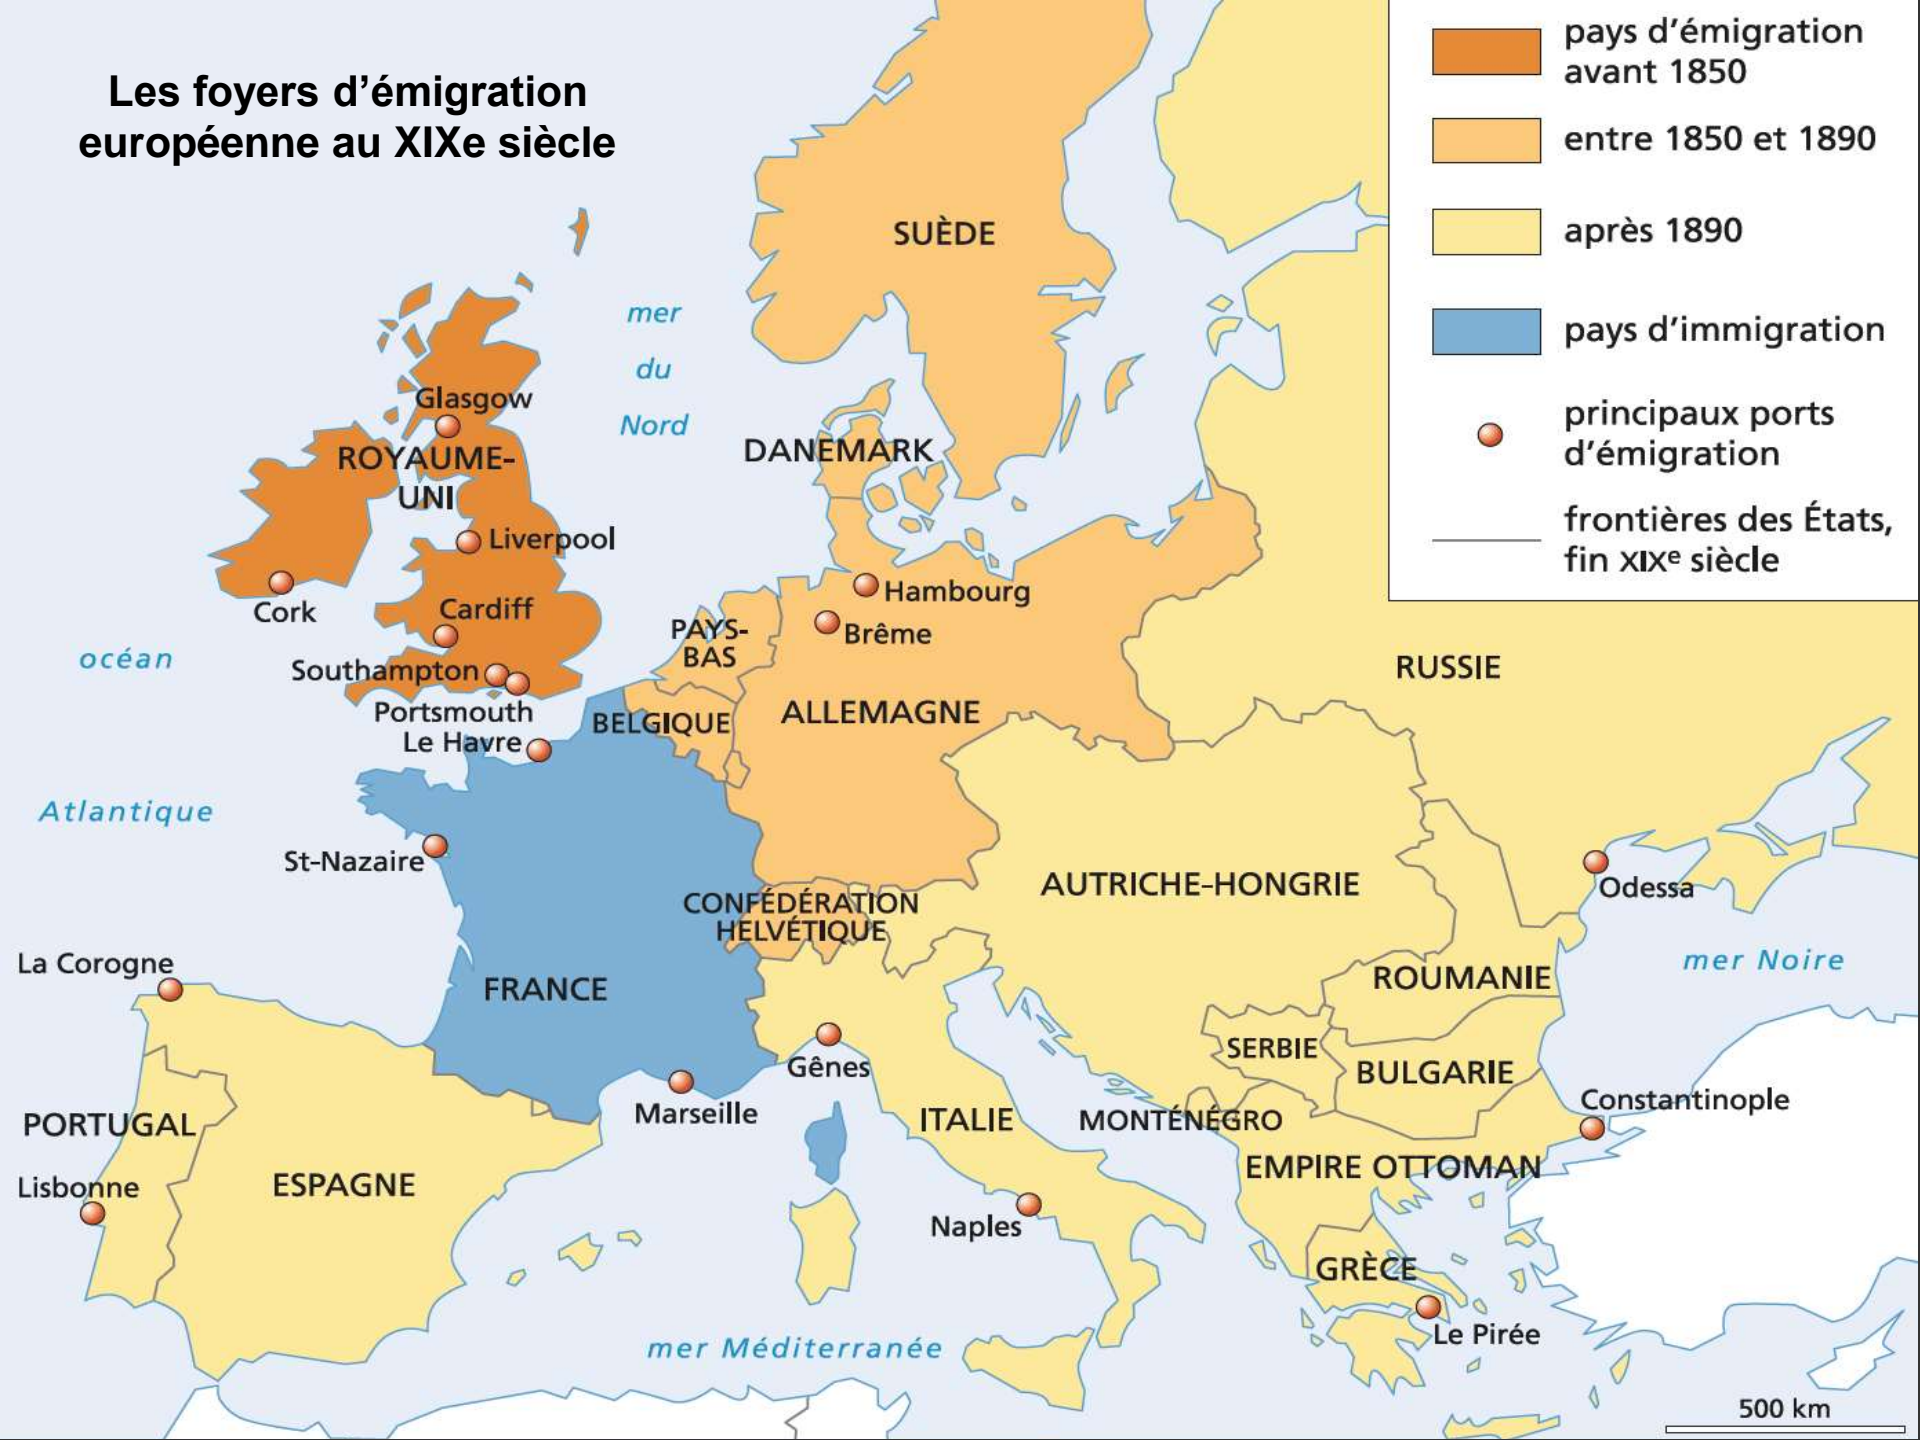 Les foyers d’émigration
européenne au XIXe siècle
pays d’émigration
avant 1850
entre 1850 et 1890
après 1890
pays d’immigration
principaux ports
d’émigration
frontières des États,
fin XIXe siècle
SUÈDE
mer
du
Nord
Glasgow
ROYAUME-
UNI
DANEMARK
Liverpool
Cork
Cardiff
Hambourg
Brême
PAYS-
BAS
océan
Southampton
Portsmouth
Le Havre
BELGIQUE
ALLEMAGNE
RUSSIE
Atlantique
St-Nazaire
CONFÉDÉRATION
HELVÉTIQUE
AUTRICHE-HONGRIE
Odessa
La Corogne
FRANCE
ROUMANIE
mer Noire
SERBIE
BULGARIE
Gênes
Marseille
ITALIE
MONTÉNÉGRO
Constantinople
PORTUGAL
EMPIRE OTTOMAN
Lisbonne
ESPAGNE
Naples
GRÈCE
Le Pirée
mer Méditerranée
500 km